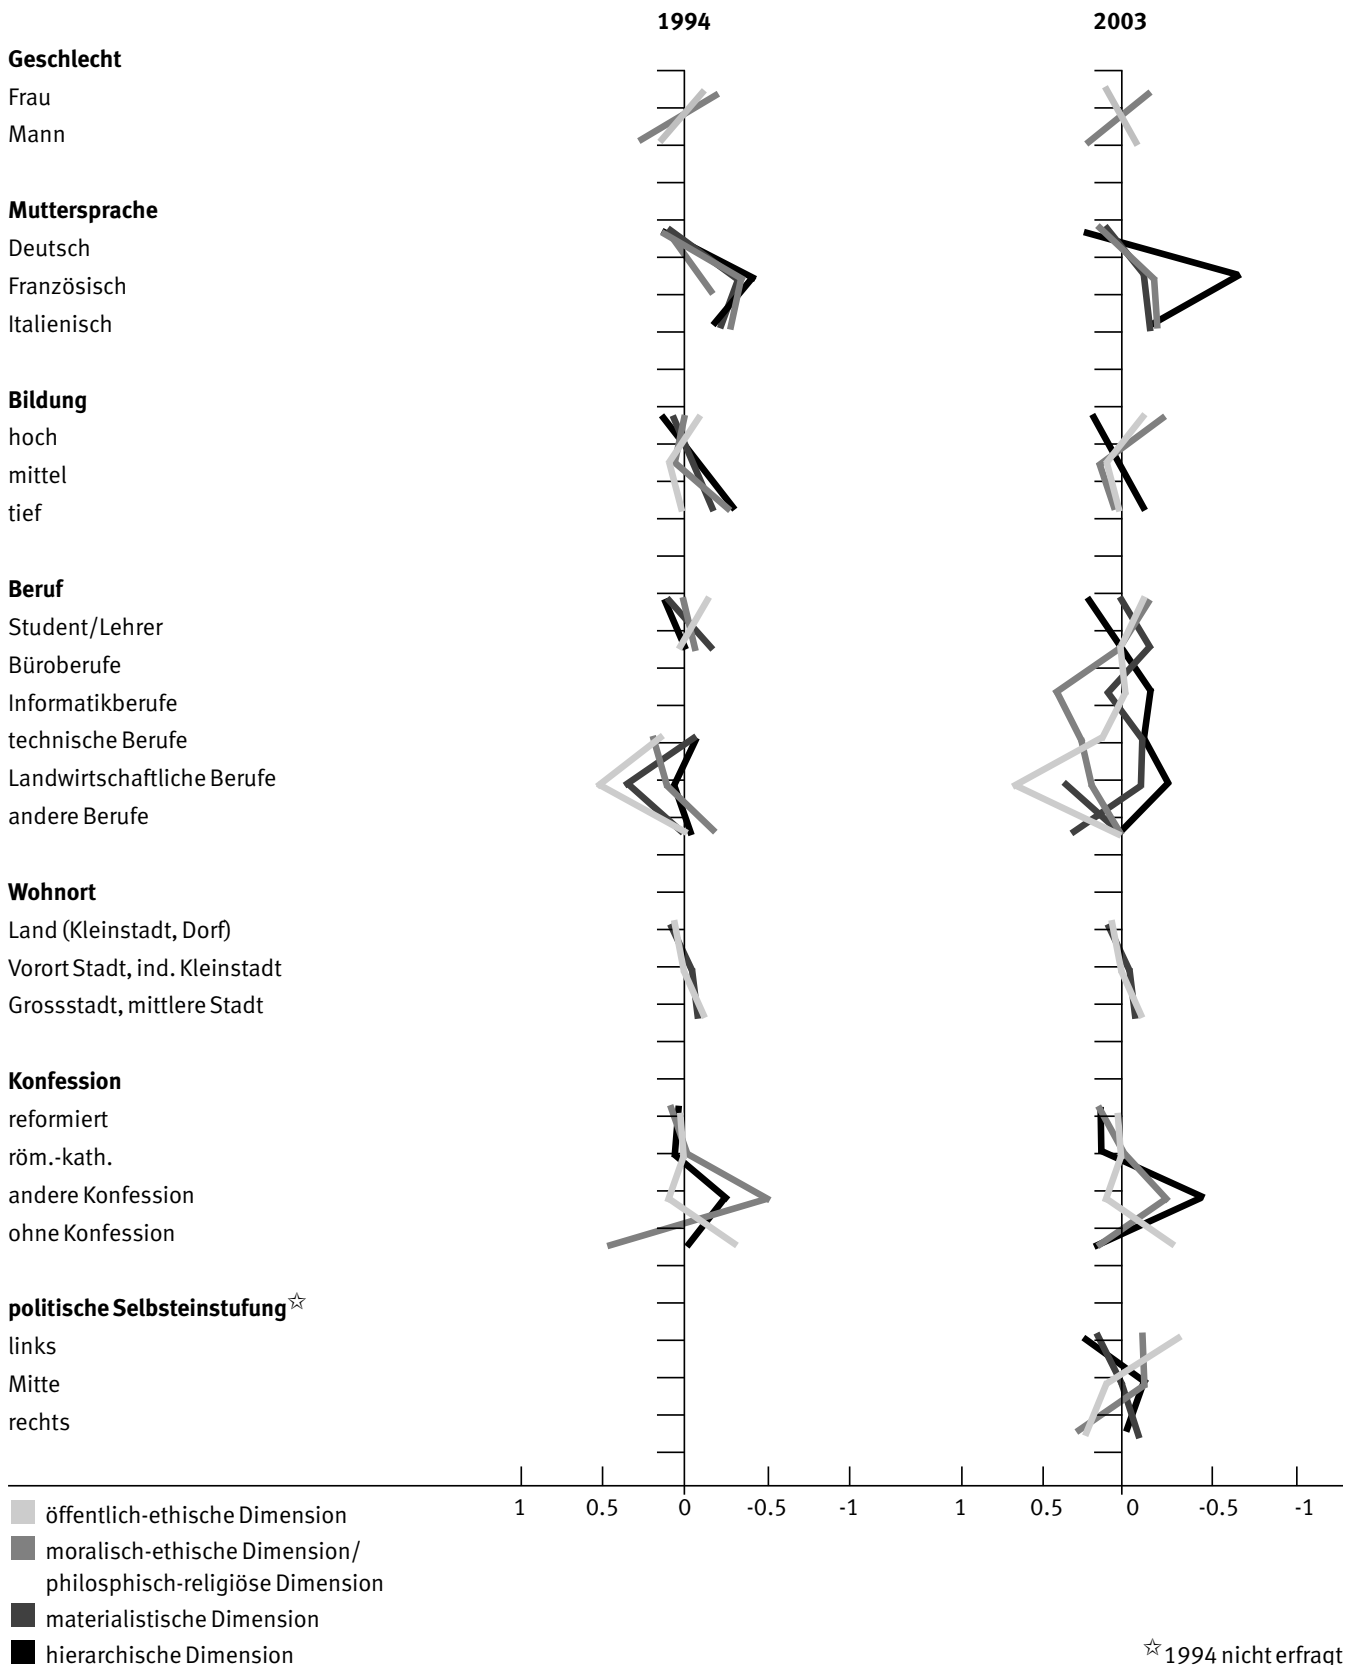 1994 2003
Geschlecht
Frau
Mann
Muttersprache
Deutsch
Französisch
Italienisch
Bildung
hoch
mittel
tief
Beruf
Student/Lehrer
Büroberufe
Informatikberufe
technische Berufe
Landwirtschaftliche Berufe
andere Berufe
Wohnort
Land (Kleinstadt, Dorf)
Vorort Stadt, ind. Kleinstadt
Grossstadt, mittlere Stadt
Konfession
reformiert
röm.-kath.
andere Konfession
ohne Konfession
politische Selbsteinstufung☆
links
Mitte
rechts
1 0.5 0 -0.5 -1 1 0.5 0 -0.5 -1
öffentlich-ethische Dimension
moralisch-ethische Dimension/
philosphisch-religiöse Dimension
materialistische Dimension
hierarchische Dimension
☆1994 nicht erfragt